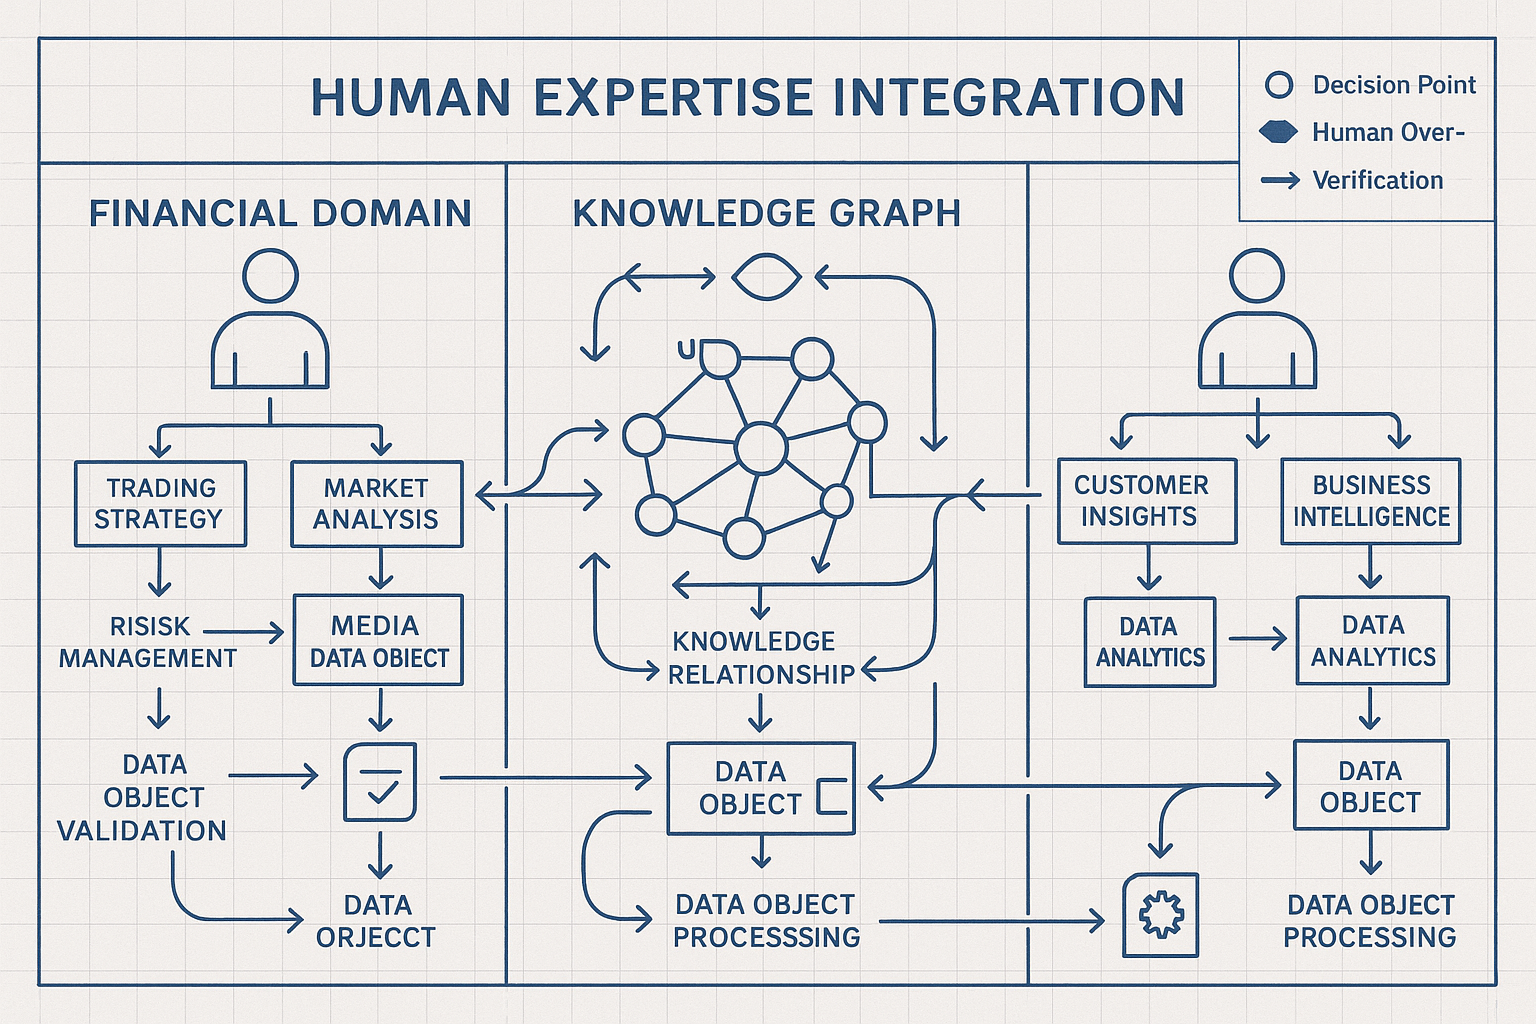 HUMAN EXPERTISE INTEGRATION
Decision Point
Human Over-
Verification
FINANCIAL DOMAIN
TRADING
STRATEGY
MARKET
ANALYSIS
RISISK
MANAGEMENT
MEDIA
DATA OBIECT
DATA
OBJECT
VALIDATION
DATA
ORJECCT
KNOWLEDGE GRAPH
U
KNOWLEDGE
RELATIONSHIP
DATA
OBJECT
DATA OBJECT
PROCESSSING
CUSTOMER
INSIGHTS
BUSINESS
INTELLIGENCE
DATA
ANALYTICS
DATA
ANALYTICS
DATA
OBJECT
DATA OBJECT
PROCESSING